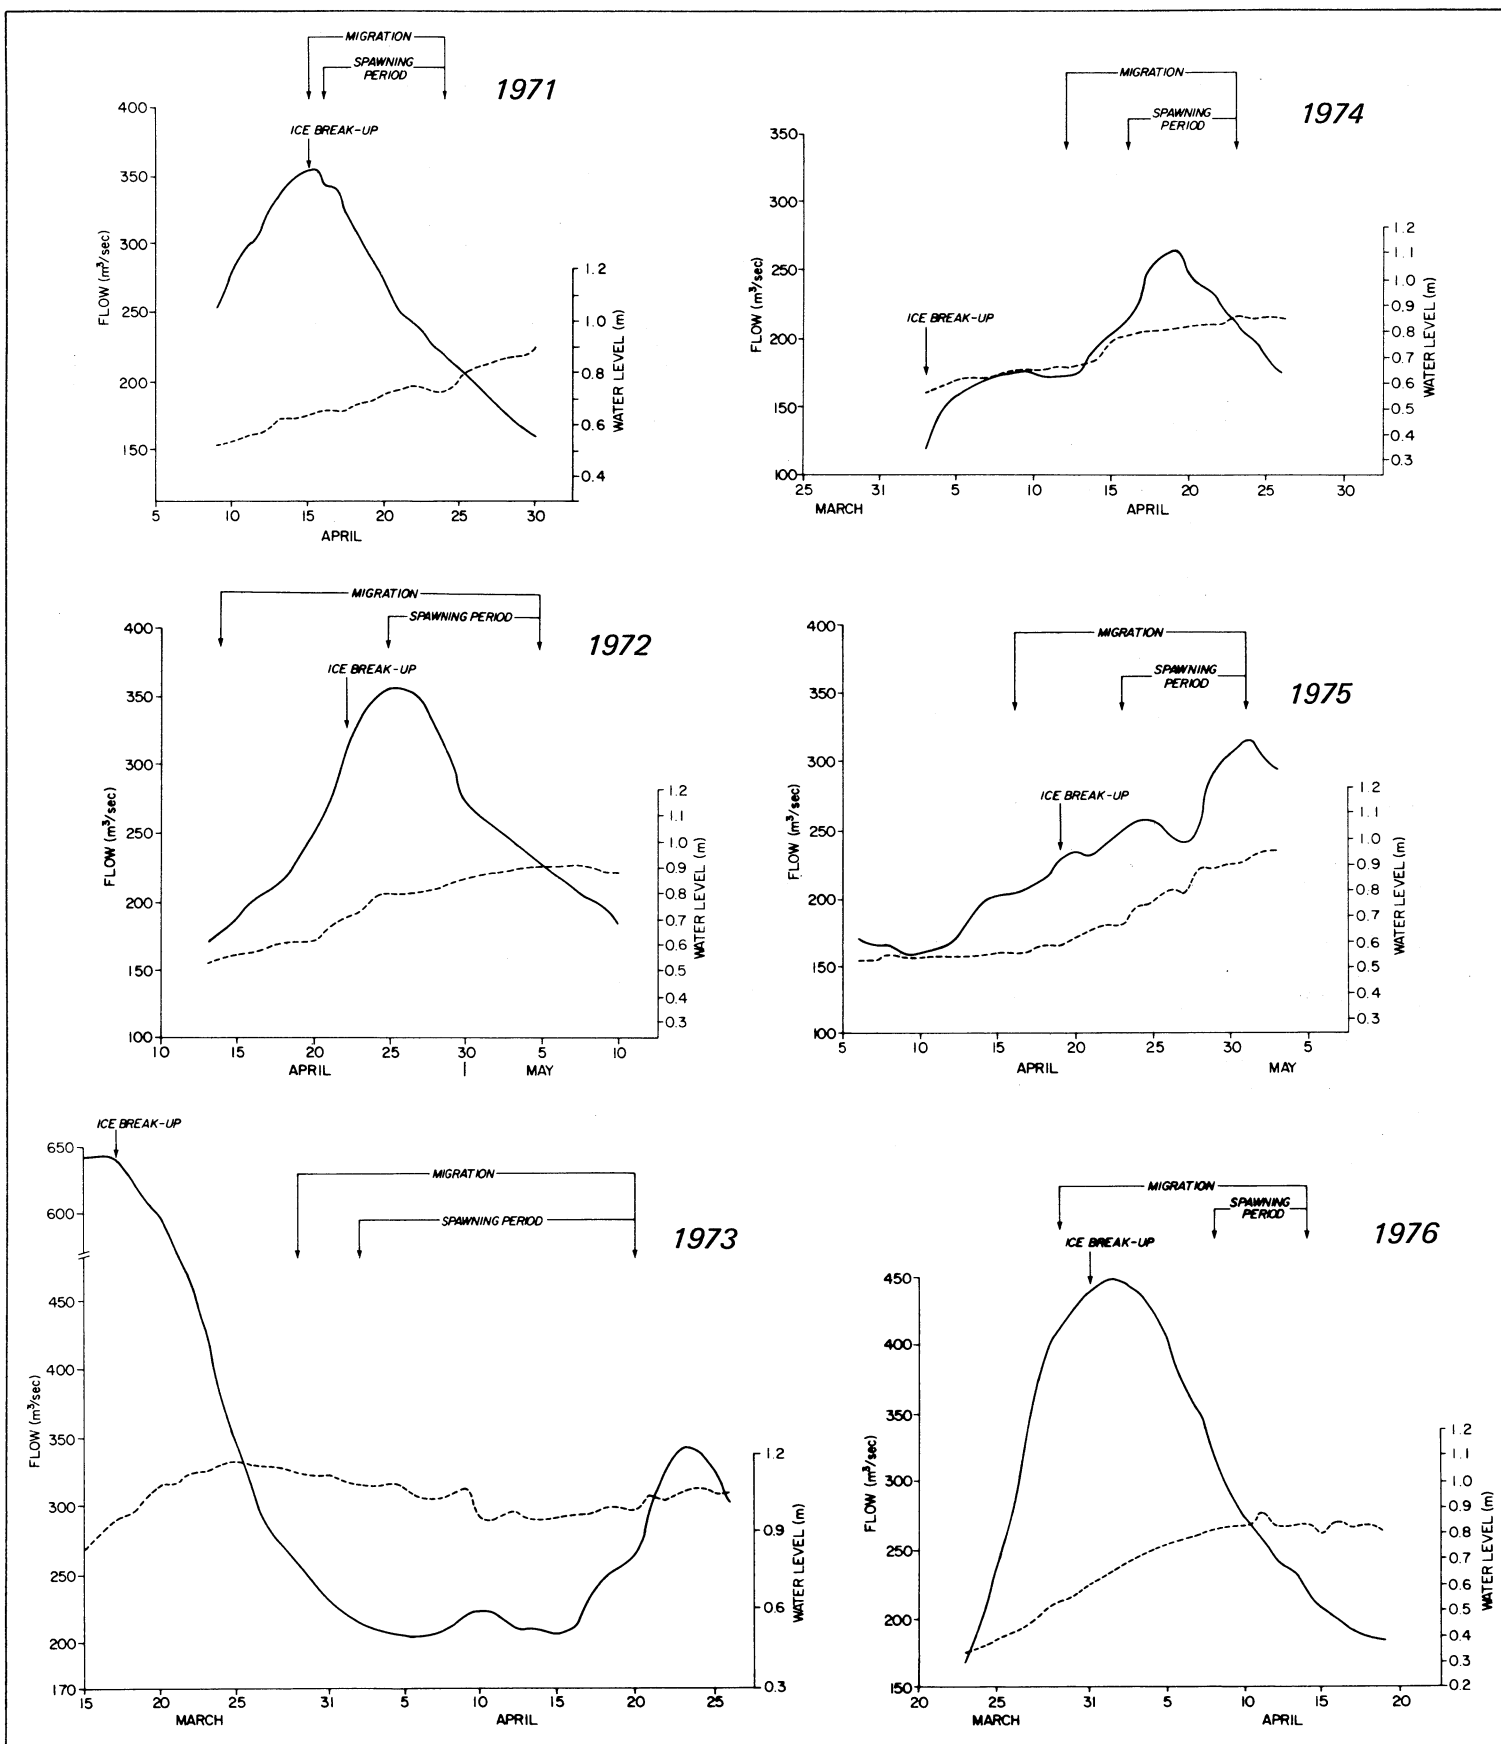 1971
MIGRATION
SPAWNING
PERIOD
ICE BREAK-UP
FLOW (m³/sec)
400
350
300
250
200
150
WATER LEVEL (m)
1.2
1.0
0.8
0.6
0.4
5 10 15 20 25 30
APRIL
1974
MIGRATION
SPAWNING
PERIOD
ICE BREAK-UP
FLOW (m³/sec)
350
300
250
200
150
100
WATER LEVEL (m)
1.2
1.1
1.0
0.9
0.8
0.7
0.6
0.5
0.4
0.3
25 31 5 10 15 20 30
MARCH APRIL
1972
MIGRATION
SPAWNING PERIOD
ICE BREAK-UP
FLOW (m³/sec)
400
350
300
250
200
150
100
WATER LEVEL (m)
1.2
1.1
1.0
0.9
0.8
0.7
0.6
0.5
0.4
0.3
10 15 20 25 30 5 10
APRIL | MAY
1975
MIGRATION
SPAWNING
PERIOD
ICE BREAK-UP
FLOW (m³/sec)
400
350
300
250
200
150
100
WATER LEVEL (m)
1.2
1.1
1.0
0.9
0.8
0.7
0.6
0.5
0.4
0.3
5 10 15 20 25 30 5
APRIL MAY
1973
ICE BREAK-UP
MIGRATION
SPAWNING PERIOD
FLOW (m³/sec)
650
600
450
400
350
300
250
200
170
WATER LEVEL (m)
1.2
0.9
0.6
0.3
15 20 25 31 5 10 15 20 25
MARCH APRIL
1976
MIGRATION
SPAWNING
PERIOD
ICE BREAK-UP
FLOW (m³/sec)
450
400
350
300
250
200
150
WATER LEVEL (m)
1.2
1.1
1.0
0.9
0.8
0.7
0.6
0.5
0.4
0.3
0.2
20 25 31 5 10 15 20
MARCH APRIL